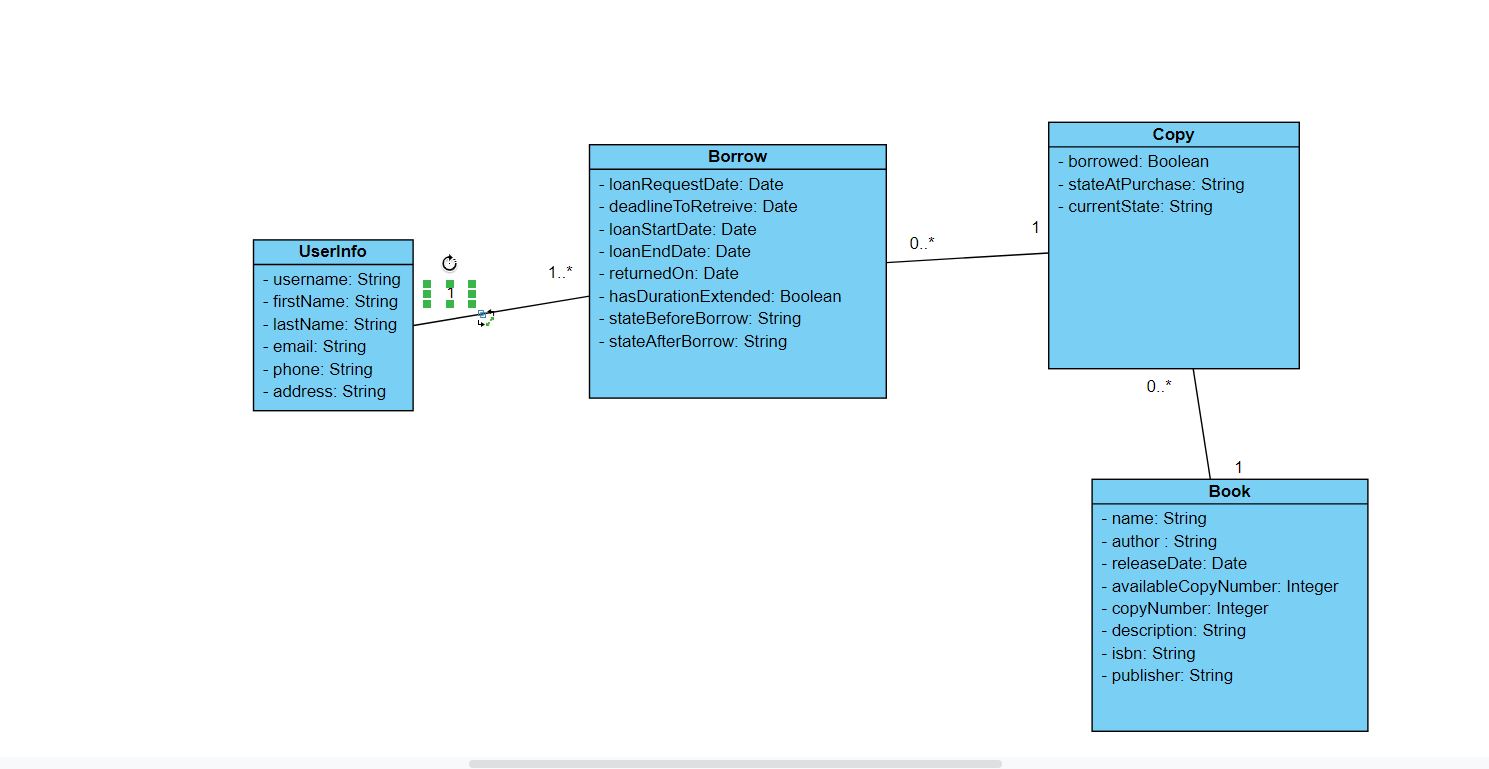 UserInfo
- username: String
- firstName: String
- lastName: String
- email: String
- phone: String
- address: String
1
1..*
Borrow
- loanRequestDate: Date
- deadlineToRetreive: Date
- loanStartDate: Date
- loanEndDate: Date
- returnedOn: Date
- hasDurationExtended: Boolean
- stateBeforeBorrow: String
- stateAfterBorrow: String
0..*
1
Copy
- borrowed: Boolean
- stateAtPurchase: String
- currentState: String
0..*
1
Book
- name: String
- author : String
- releaseDate: Date
- availableCopyNumber: Integer
- copyNumber: Integer
- description: String
- isbn: String
- publisher: String